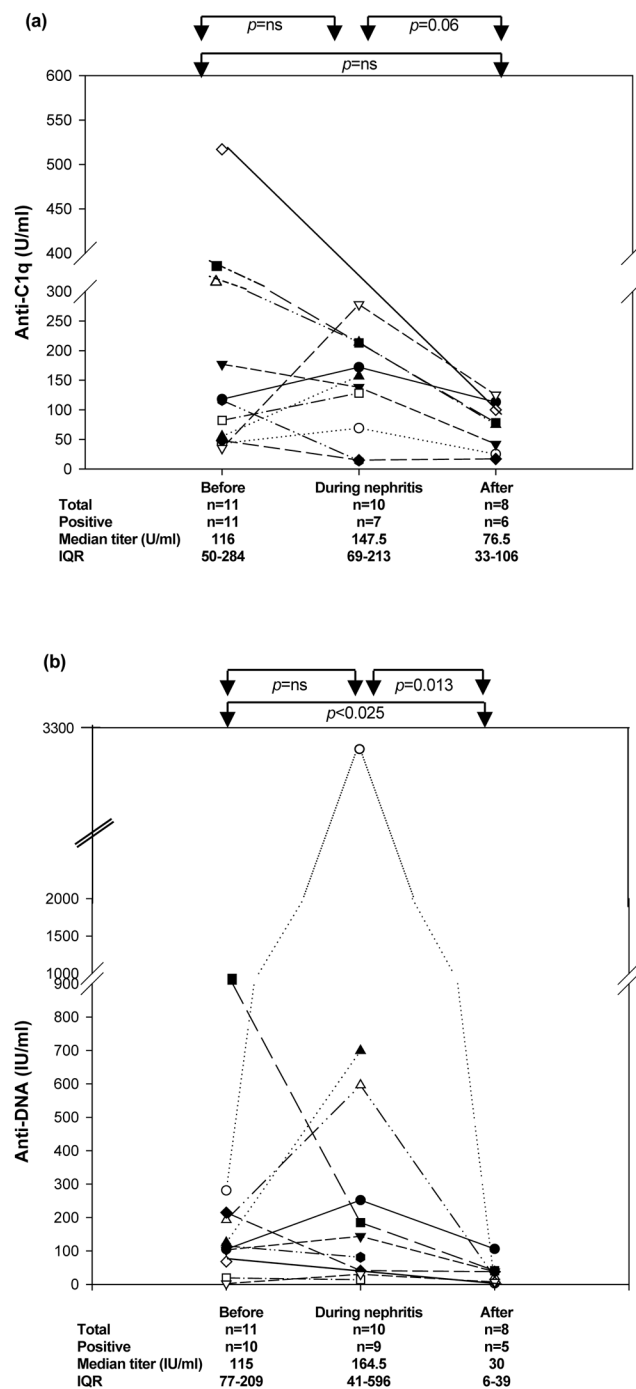 (a)
p=ns p=0.06
p=ns
600
500
400
300
250
200
150
100
50
0
Anti-C1q (U/ml)
Before During nephritis After
Total n=11 n=10 n=8
Positive n=11 n=7 n=6
Median titer (U/ml) 116 147.5 76.5
IQR 50-284 69-213 33-106
(b)
p=ns p=0.013
p<0.025
3300
2000
1500
1000
900
800
700
600
500
400
300
200
100
0
Anti-DNA (IU/ml)
Before During nephritis After
Total n=11 n=10 n=8
Positive n=10 n=9 n=5
Median titer (IU/ml) 115 164.5 30
IQR 77-209 41-596 6-39